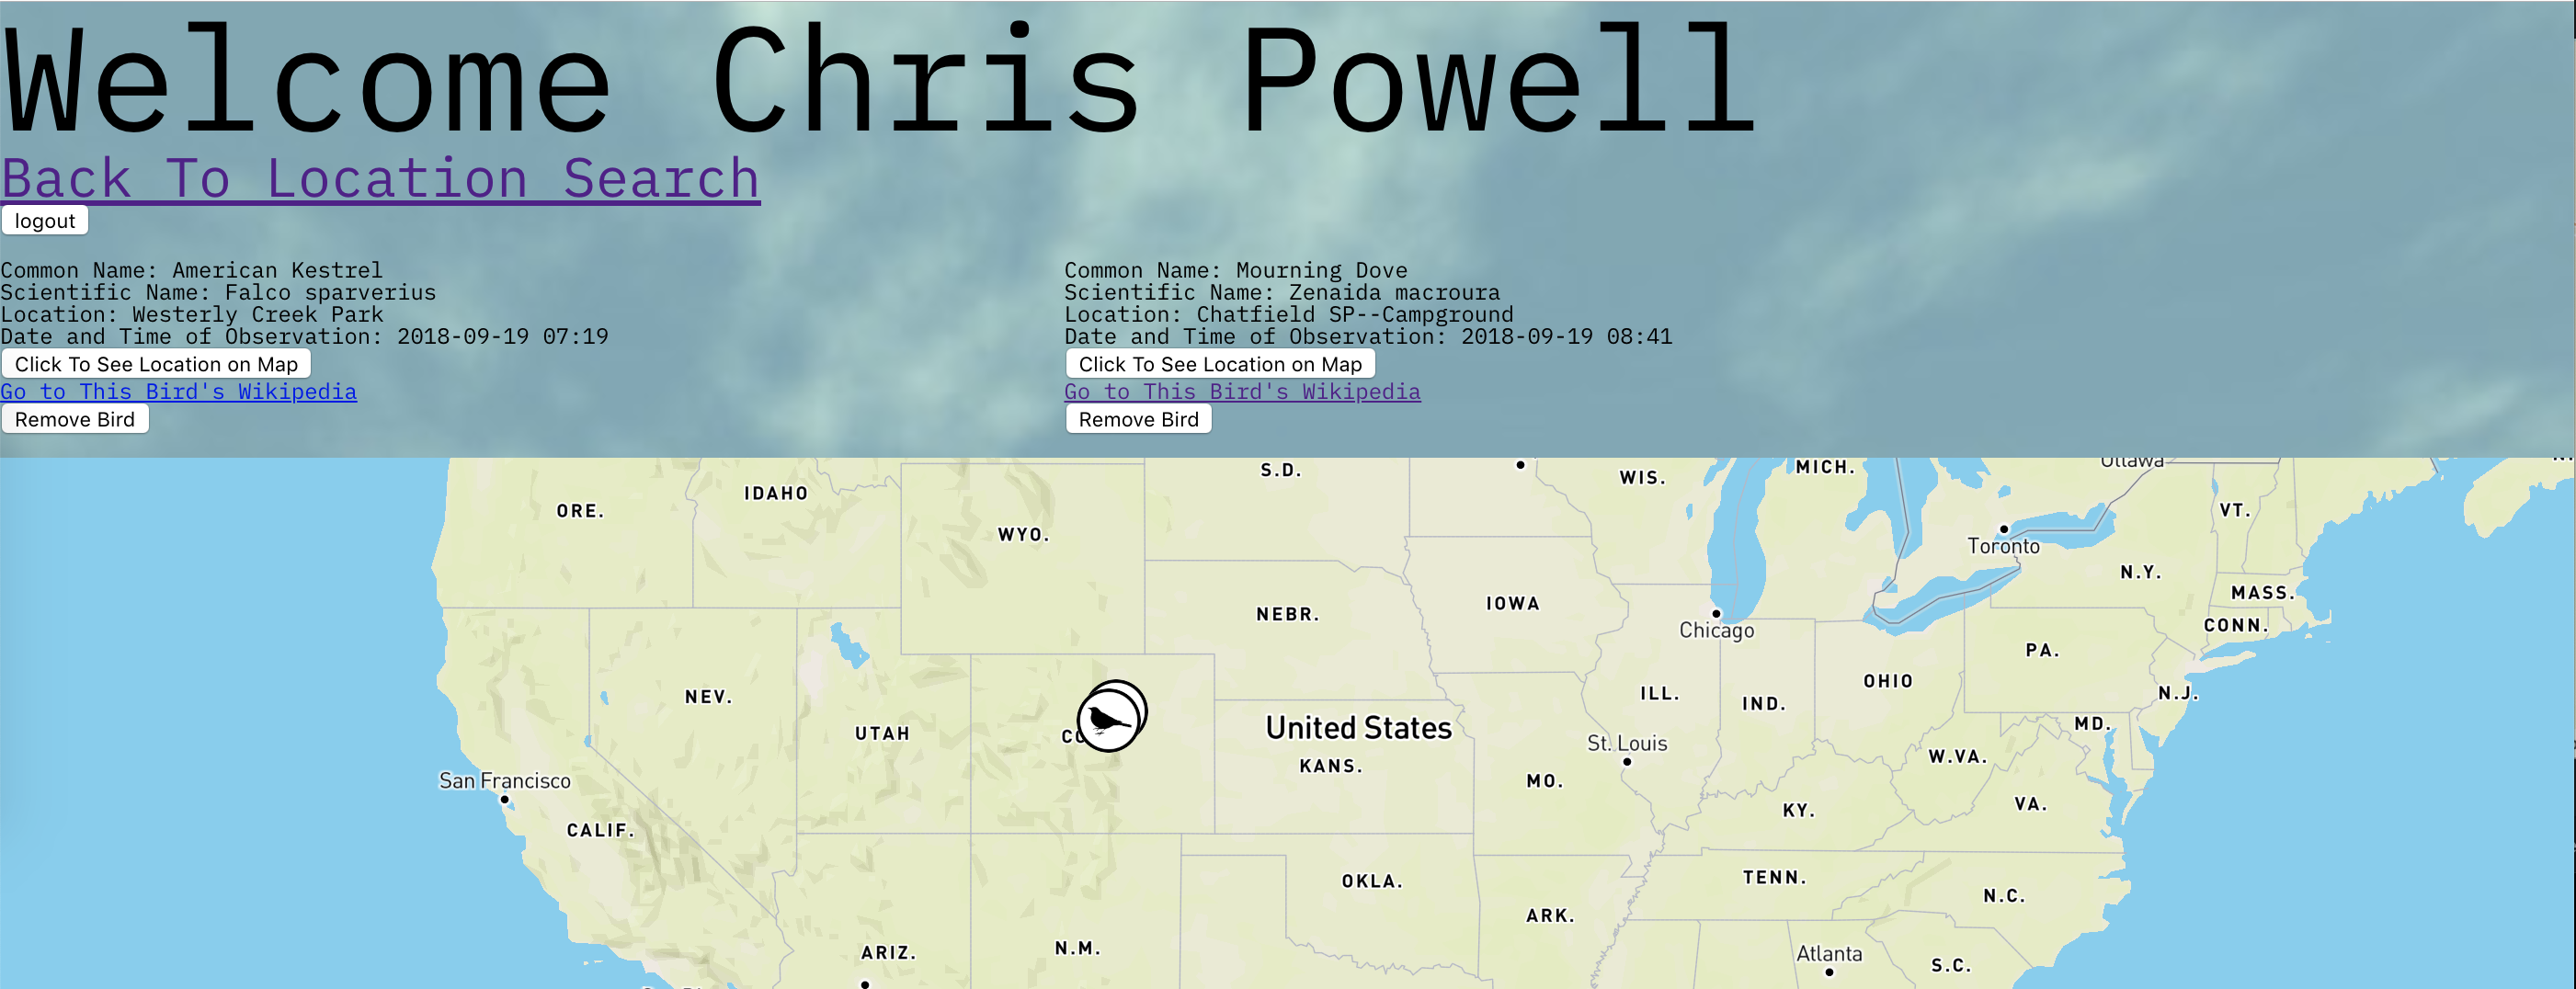 Welcome Chris Powell
Back To Location Search
logout
Common Name: American Kestrel
Scientific Name: Falco sparverius
Location: Westerly Creek Park
Date and Time of Observation: 2018-09-19 07:19
Click To See Location on Map
Go to This Bird's Wikipedia
Remove Bird
Common Name: Mourning Dove
Scientific Name: Zenaida macroura
Location: Chatfield SP--Campground
Date and Time of Observation: 2018-09-19 08:41
Click To See Location on Map
Go to This Bird's Wikipedia
Remove Bird
Ottawa
MICH.
S.D.
WIS.
IDAHO
ORE.
VT.
WYO.
Toronto
N.Y.
MASS.
IOWA
NEBR.
CONN.
Chicago
PA.
OHIO
ILL.
N.J.
NEV.
IND.
MD.
United States
UTAH
CO
St. Louis
W.VA.
KANS.
San Francisco
MO.
VA.
KY.
CALIF.
TENN.
OKLA.
N.C.
ARK.
N.M.
ARIZ.
Atlanta
S.C.